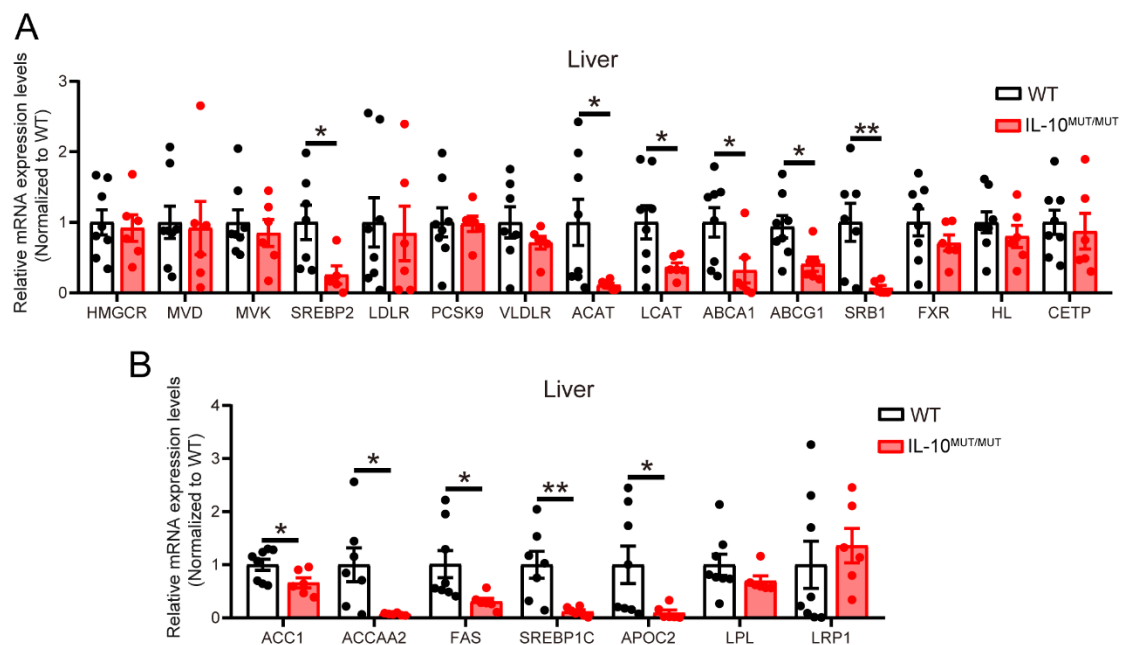 A
Liver
Relative mRNA expression levels
(Normalized to WT)
3
2
1
0
* * * * * **
WT
IL-10MUT/MUT
HMGCR MVD MVK SREBP2 LDLR PCSK9 VLDLR ACAT LCAT ABCA1 ABCG1 SRB1 FXR HL CETP
B
Liver
Relative mRNA expression levels
(Normalized to WT)
4
3
2
1
0
* * * ** *
WT
IL-10MUT/MUT
ACC1 ACCAA2 FAS SREBP1C APOC2 LPL LRP1